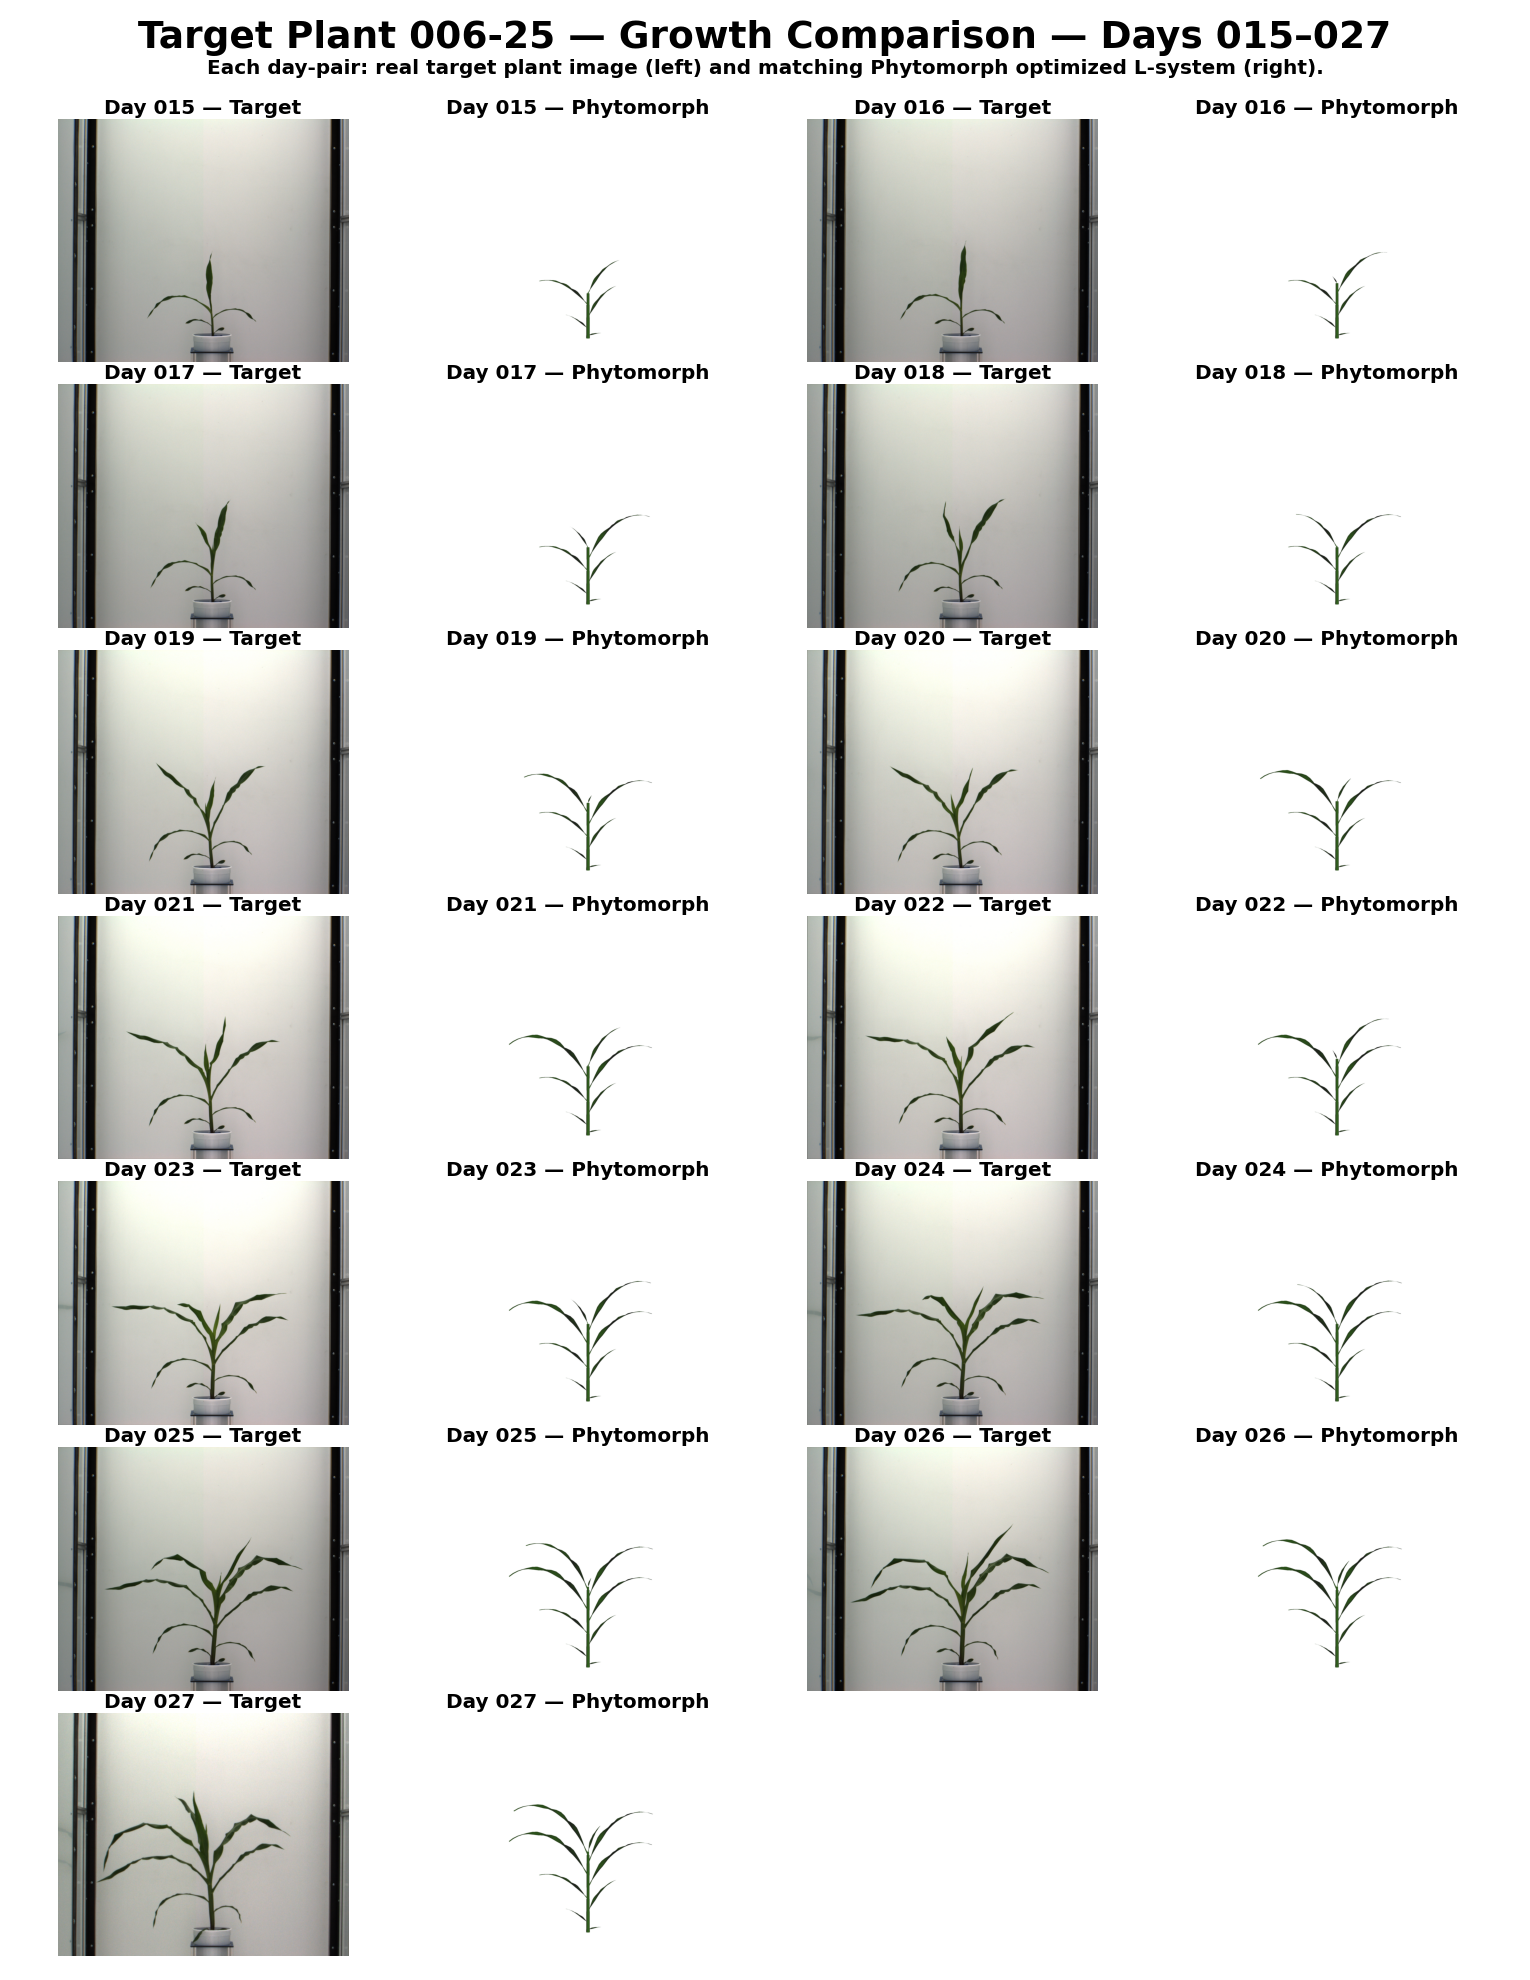 Target Plant 006-25 — Growth Comparison — Days 015–027
Each day-pair: real target plant image (left) and matching Phytomorph optimized L-system (right).
Day 015 — Target
Day 015 — Phytomorph
Day 016 — Target
Day 016 — Phytomorph
Day 017 — Target
Day 017 — Phytomorph
Day 018 — Target
Day 018 — Phytomorph
Day 019 — Target
Day 019 — Phytomorph
Day 020 — Target
Day 020 — Phytomorph
Day 021 — Target
Day 021 — Phytomorph
Day 022 — Target
Day 022 — Phytomorph
Day 023 — Target
Day 023 — Phytomorph
Day 024 — Target
Day 024 — Phytomorph
Day 025 — Target
Day 025 — Phytomorph
Day 026 — Target
Day 026 — Phytomorph
Day 027 — Target
Day 027 — Phytomorph